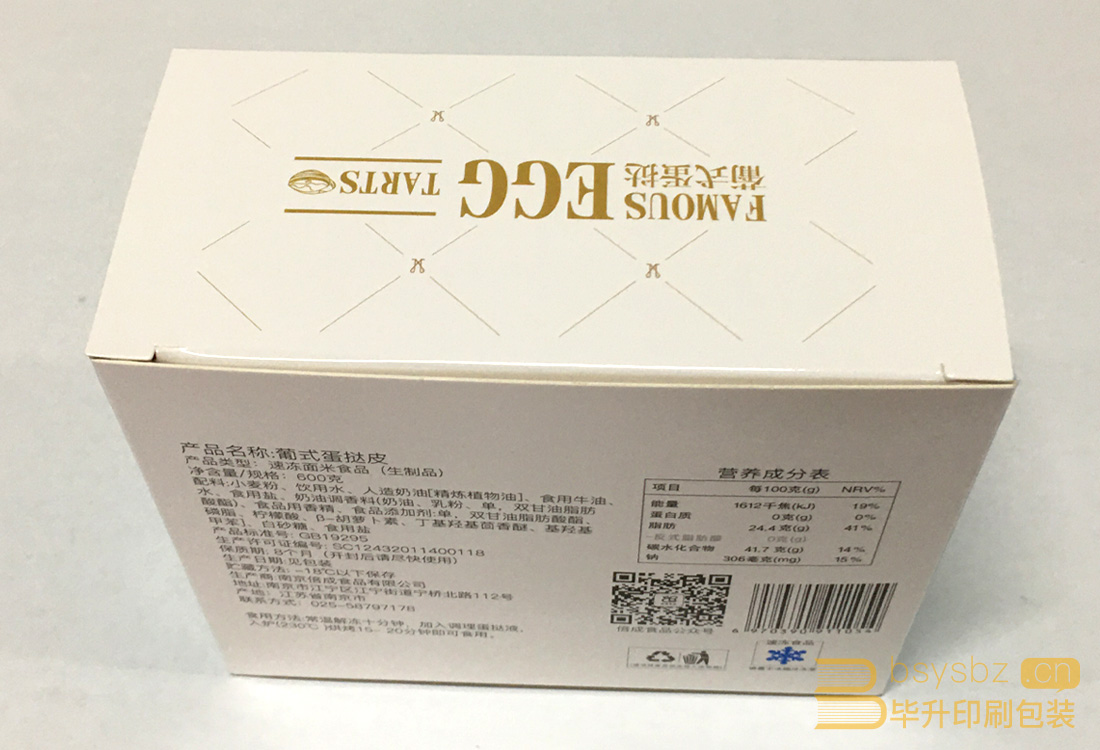 FAMOUS EGG TARTS
葡式蛋挞
产品名称:葡式蛋挞皮
产品类型：速冻面米食品（生制品）
净含量/规格：600克
配料:小麦粉、饮用水、人造奶油[精炼植物油]、食用牛油、
水、食用盐、奶油调香料(奶油、乳粉、单，双甘油脂肪
酸酯)、食品用香精、食品添加剂:单，双甘油脂肪酸酯、
磷脂、柠檬酸、β-胡萝卜素、丁基羟基茴香醚、基羟基
甲苯]、白砂糖、食用盐
产品标准号: GB19295
生产许可证编号: SC12432011400118
保质期: 8个月（开封后请尽快使用）
生产日期:见包装
贮藏方法：-18℃以下保存
生产商:南京倍成食品有限公司
地址:南京市江宁区江宁街道宁桥北路112号
产地：江苏省南京市
联系方式：025-58797178
食用方法:常温解冻十分钟，加入调理蛋挞液，
入炉(230℃)烘烤15-20分钟即可食用。
营养成分表
项目 每100克(g) NRV%
能量 1612千焦(kJ) 19%
蛋白质 0克(g) 0%
脂肪 24.4克(g) 41%
-反式脂肪酸 0克(g)
碳水化合物 41.7克(g) 14%
钠 306毫克(mg) 15%
倍成食品公众号
6 970390 911034
速冻食品
bsysbz.cn
毕升印刷包装